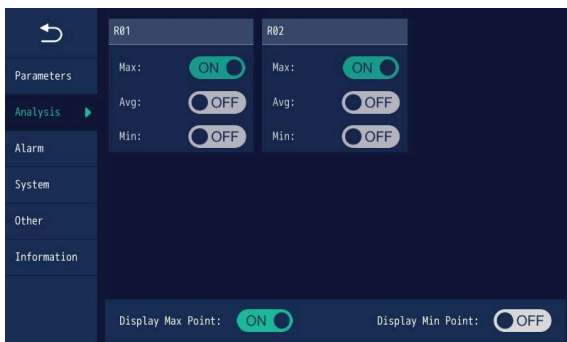 Parameters
Analysis
Alarm
System
Other
Information
R01
Max: ON
Avg: OFF
Min: OFF
R02
Max: ON
Avg: OFF
Min: OFF
Display Max Point: ON
Display Min Point: OFF